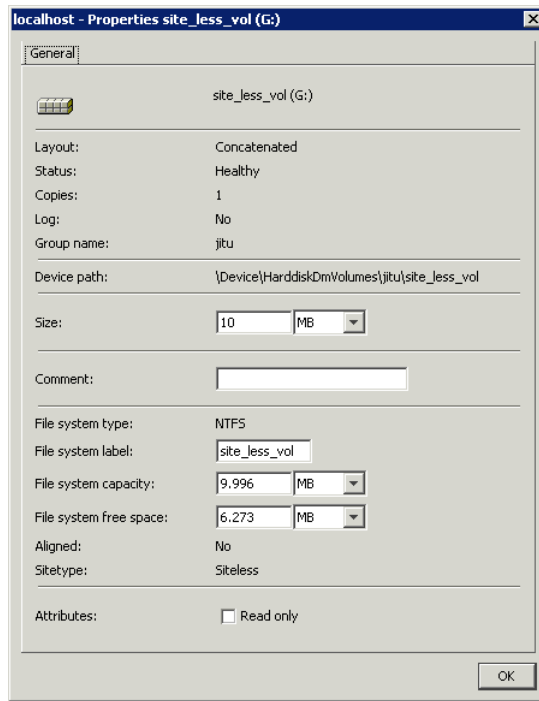 localhost - Properties site_less_vol (G:)
General
site_less_vol (G:)
Layout: Concatenated
Status: Healthy
Copies: 1
Log: No
Group name: jitu
Device path: \Device\HarddiskDmVolumes\jitu\site_less_vol
Size: 10 MB
Comment:
File system type: NTFS
File system label: site_less_vol
File system capacity: 9.996 MB
File system free space: 6.273 MB
Aligned: No
Sitetype: Siteless
Attributes: Read only
OK